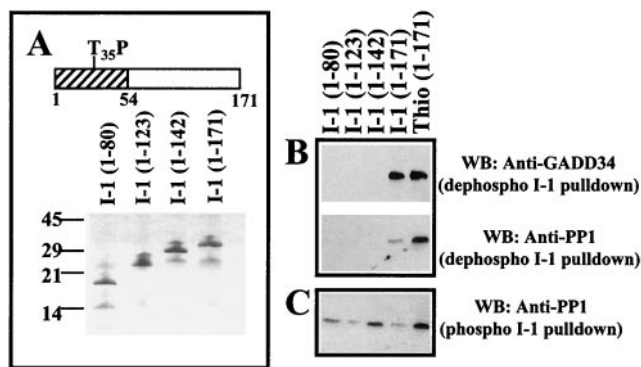 A
T35P
1 54 171
I-1 (1-80)
I-1 (1-123)
I-1 (1-142)
I-1 (1-171)
45
29
21
14
I-1 (1-80)
I-1 (1-123)
I-1 (1-142)
I-1 (1-171)
Thio (1-171)
B
WB: Anti-GADD34
(dephospho I-1 pulldown)
WB: Anti-PP1
(dephospho I-1 pulldown)
C
WB: Anti-PP1
(phospho I-1 pulldown)